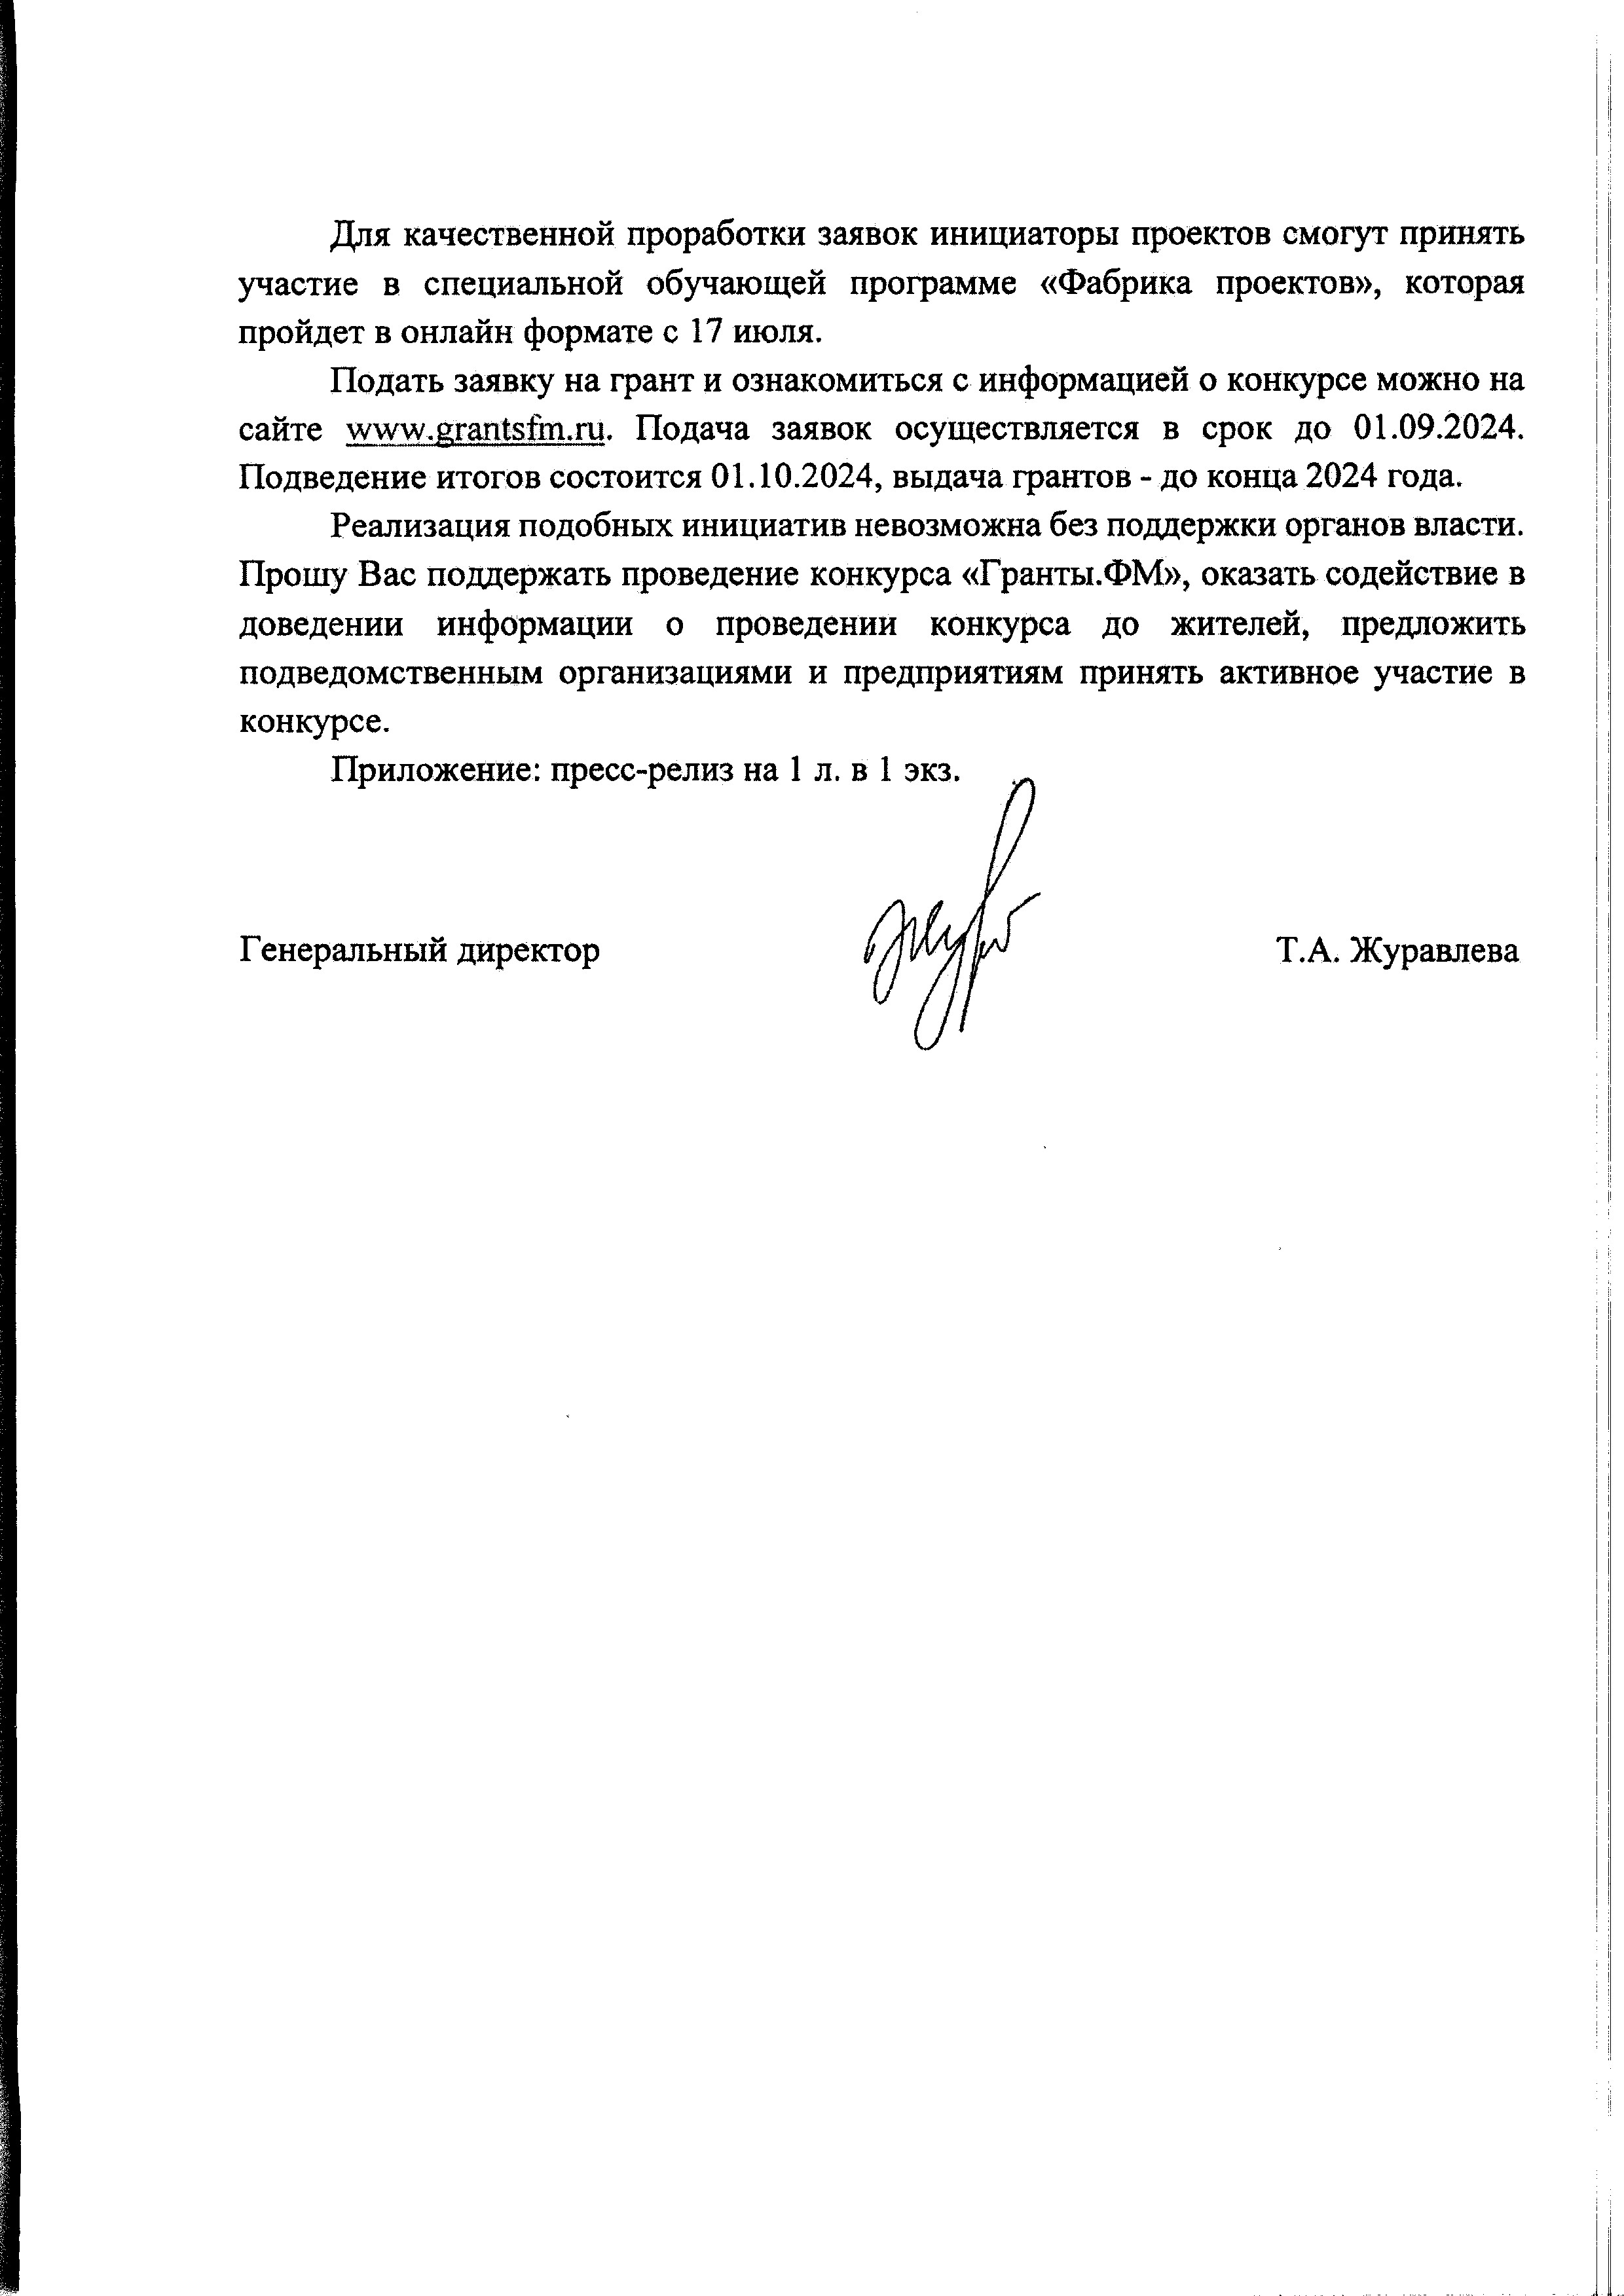 Для качественной проработки заявок инициаторы проектов смогут принять
участие в специальной обучающей программе «Фабрика проектов», которая
пройдет в онлайн формате с 17 июля.
Подать заявку на грант и ознакомиться с информацией о конкурсе можно на
сайте www.grantsfm.ru. Подача заявок осуществляется в срок до 01.09.2024.
Подведение итогов состоится 01.10.2024, выдача грантов - до конца 2024 года.
Реализация подобных инициатив невозможна без поддержки органов власти.
Прошу Вас поддержать проведение конкурса «Гранты.ФМ», оказать содействие в
доведении информации о проведении конкурса до жителей, предложить
подведомственным организациями и предприятиям принять активное участие в
конкурсе.
Приложение: пресс-релиз на 1 л. в 1 экз.
Генеральный директор Т.А. Журавлева